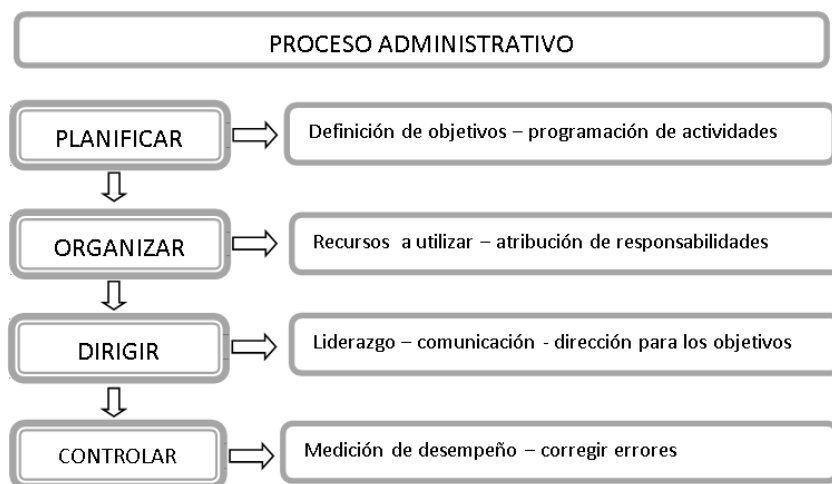 PROCESO ADMINISTRATIVO
PLANIFICAR
Definición de objetivos – programación de actividades
ORGANIZAR
Recursos a utilizar – atribución de responsabilidades
DIRIGIR
Liderazgo – comunicación - dirección para los objetivos
CONTROLAR
Medición de desempeño – corregir errores